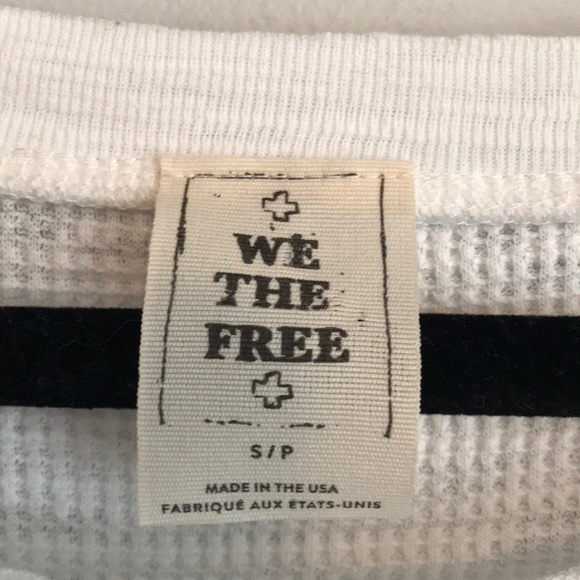 WE
THE
FREE
S / P
MADE IN THE USA
FABRIQUÉ AUX ÉTATS-UNIS